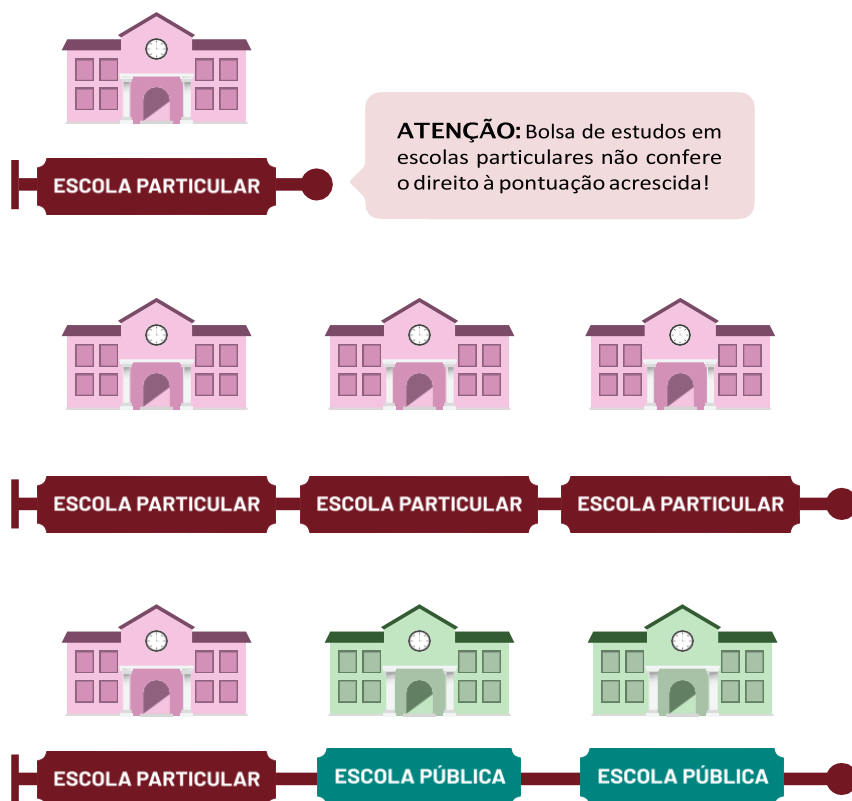 ATENÇÃO: Bolsa de estudos em
escolas particulares não confere
o direito à pontuação acrescida!
ESCOLA PARTICULAR
ESCOLA PARTICULAR ESCOLA PARTICULAR ESCOLA PARTICULAR
ESCOLA PARTICULAR ESCOLA PÚBLICA ESCOLA PÚBLICA